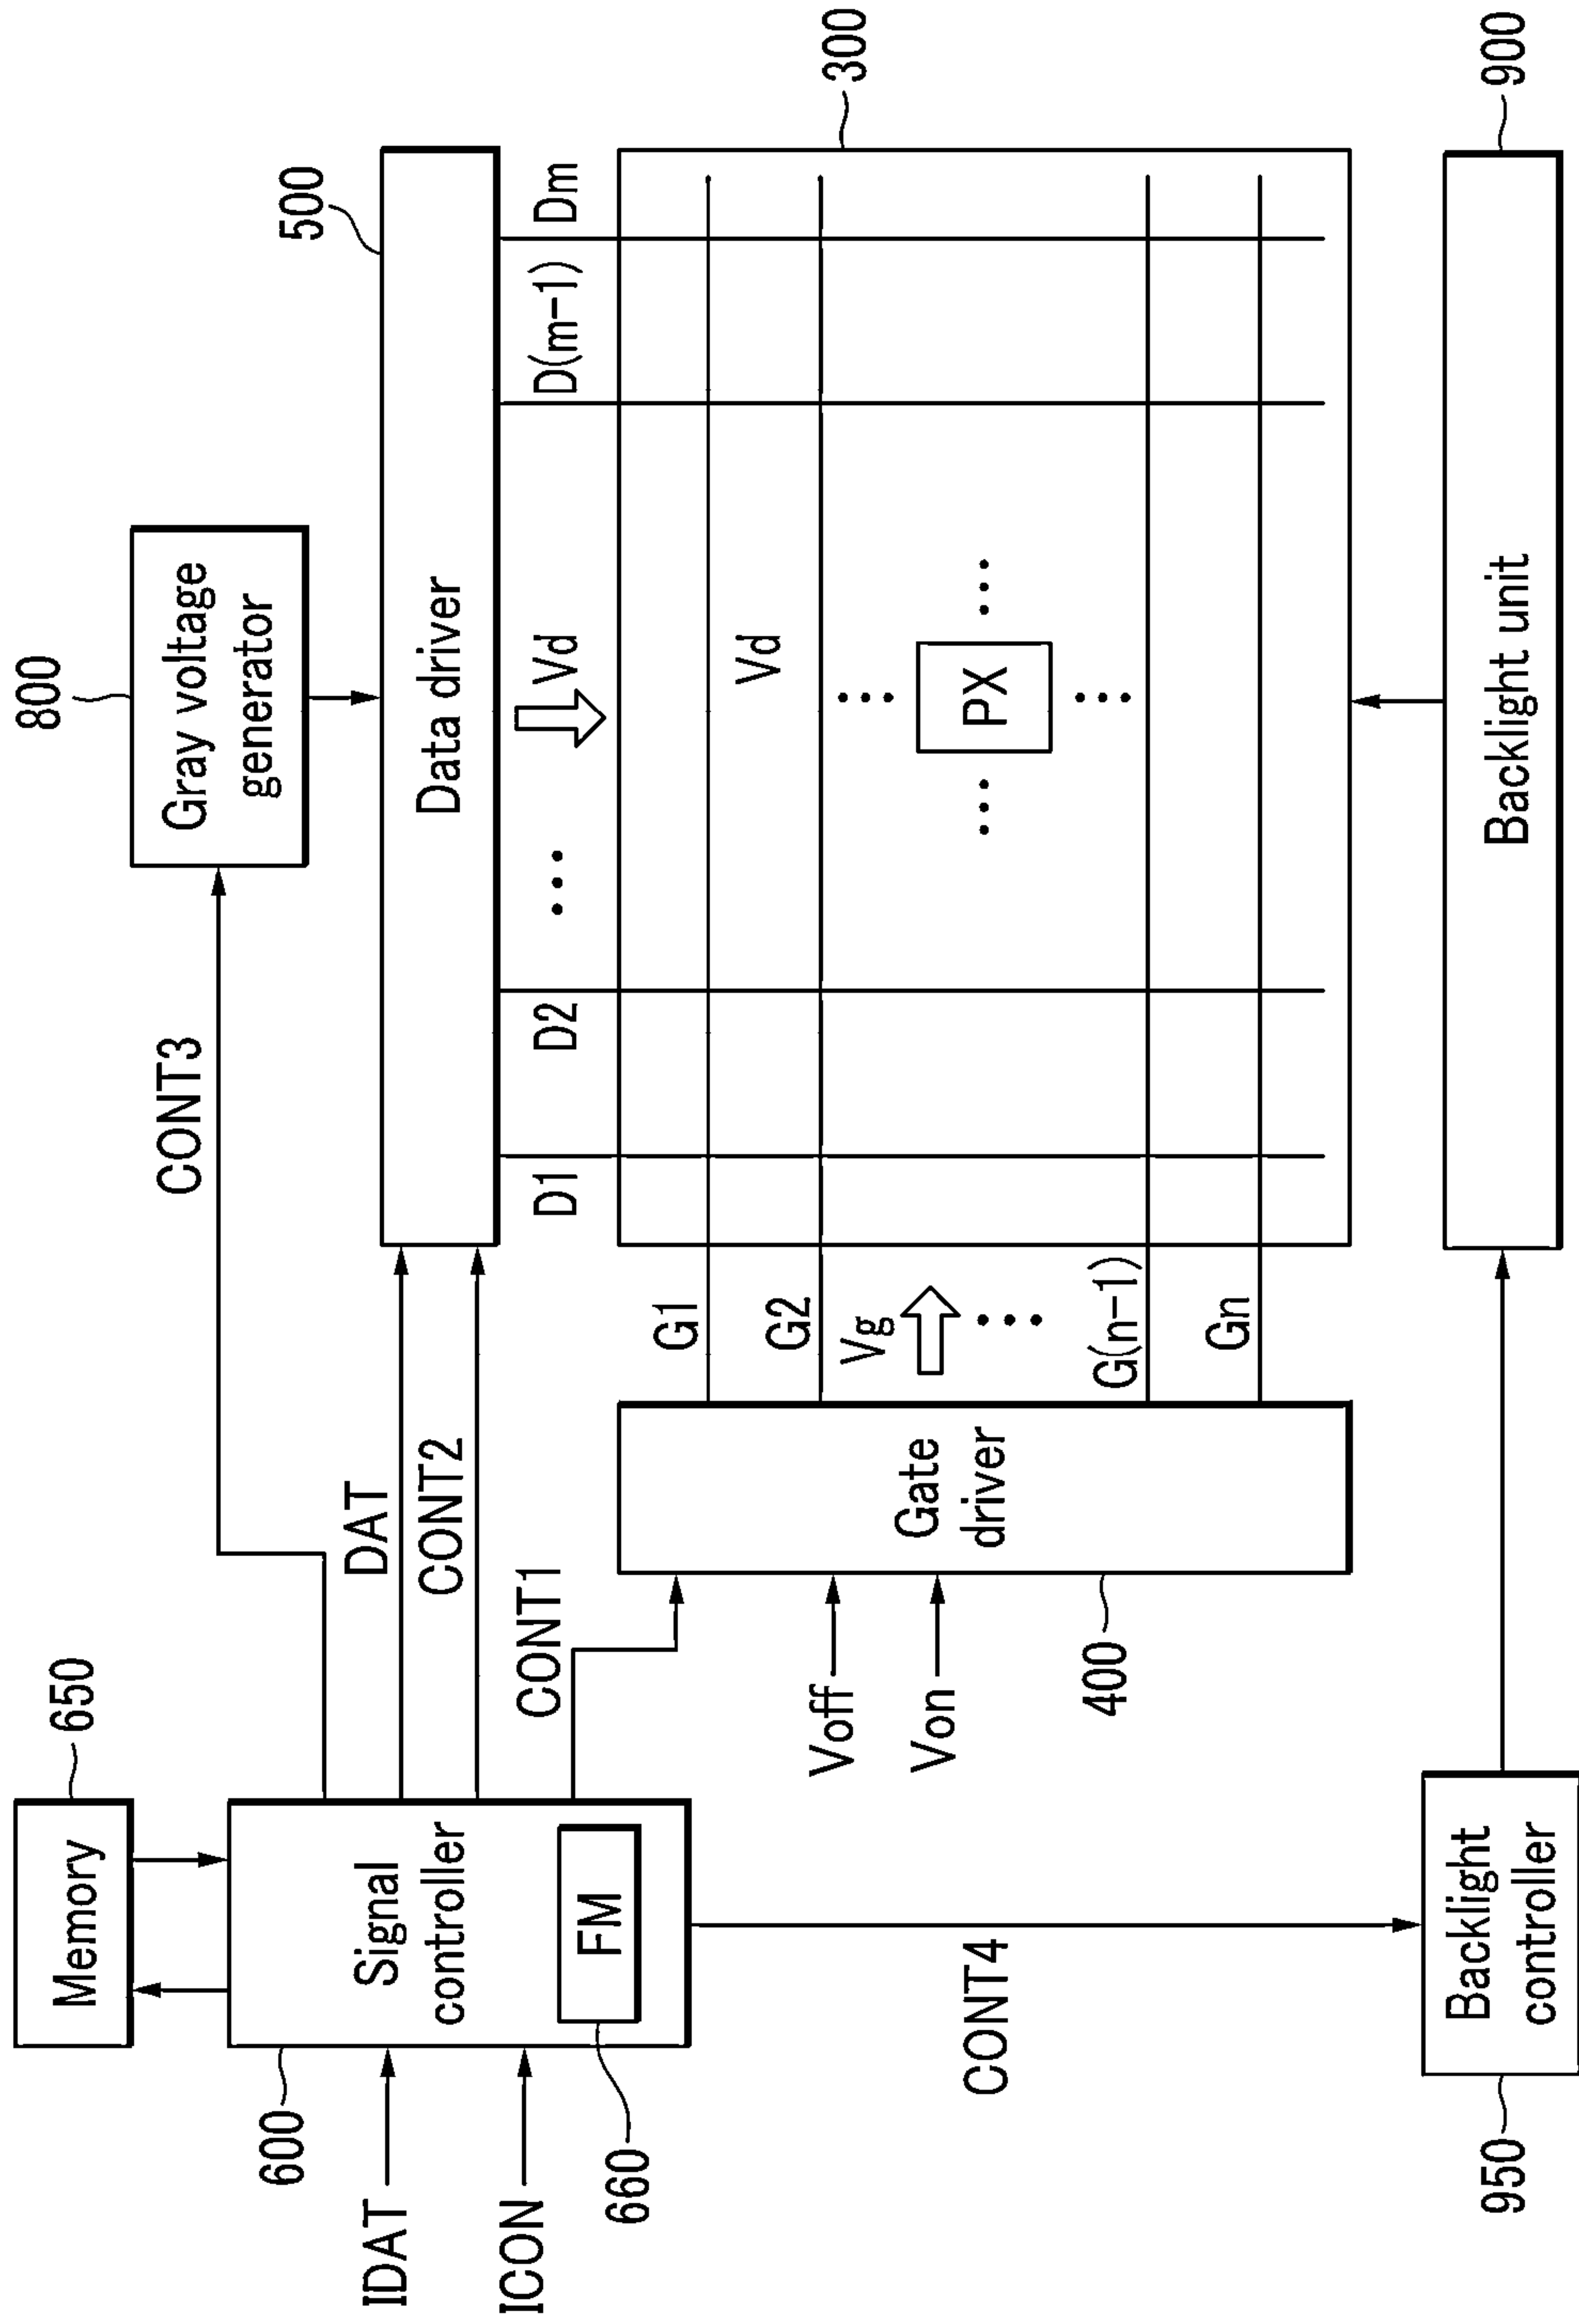 650
Memory
800
Gray voltage
generator
CONT3
600
Signal
controller
FM
660
IDAT
ICON
DAT
CONT2
CONT1
500
Data driver
D1
D2
...
Vd
D(m-1)
Dm
300
Voff
Von
400
Gate
driver
G1
G2
Vg
...
G(n-1)
Gn
Vd
...
... PX ...
...
CONT4
950
Backlight
controller
Backlight unit
900